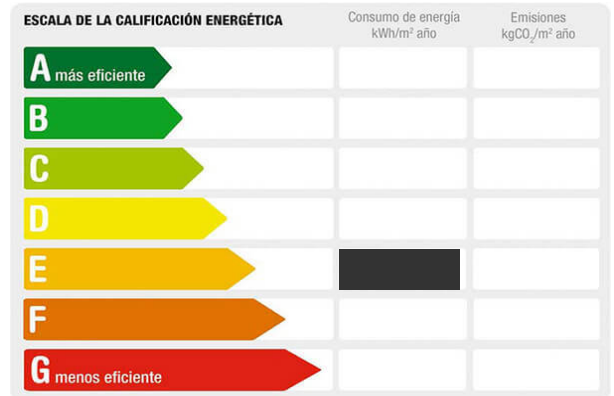 ESCALA DE LA CALIFICACIÓN ENERGÉTICA
Consumo de energía
kWh/m² año
Emisiones
kgCO₂/m² año
A más eficiente
B
C
D
E
F
G menos eficiente